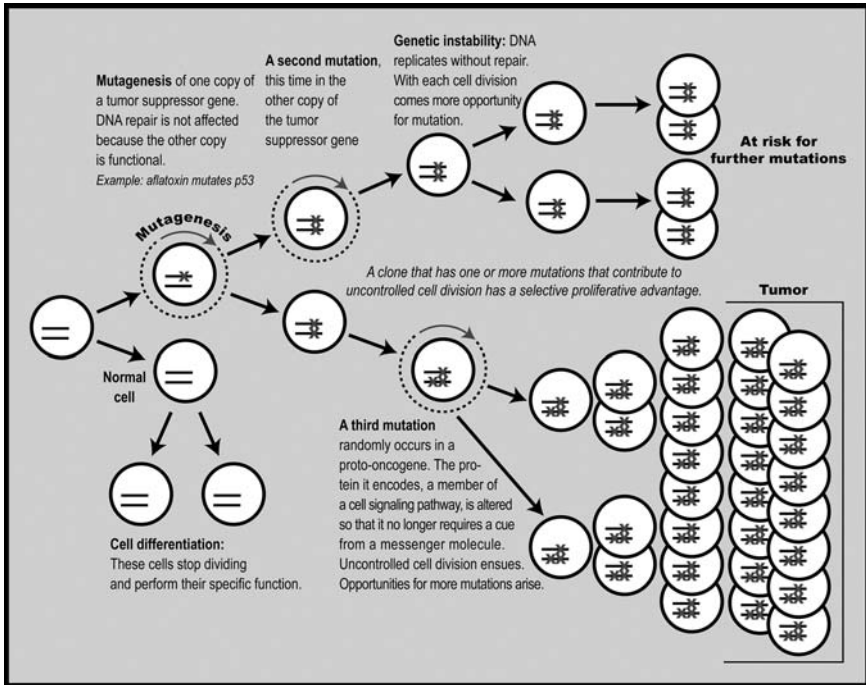 Mutagenesis of one copy of
a tumor suppressor gene.
DNA repair is not affected
because the other copy
is functional.
Example: aflatoxin mutates p53
A second mutation,
this time in the
other copy of
the tumor
suppressor gene
Genetic instability: DNA
replicates without repair.
With each cell division
comes more opportunity
for mutation.
At risk for
further mutations
Mutagenesis
A clone that has one or more mutations that contribute to
uncontrolled cell division has a selective proliferative advantage.
Tumor
Normal
cell
A third mutation
randomly occurs in a
proto-oncogene. The pro-
tein it encodes, a member of
a cell signaling pathway, is altered
so that it no longer requires a cue
from a messenger molecule.
Uncontrolled cell division ensues.
Opportunities for more mutations arise.
Cell differentiation:
These cells stop dividing
and perform their specific function.